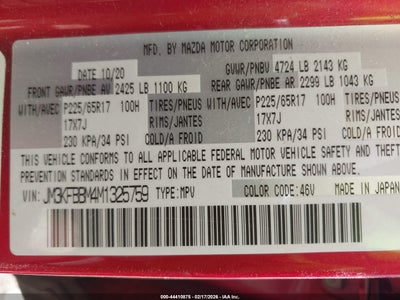 MFD. BY MAZDA MOTOR CORPORATION
DATE 10/20 GVWR/PNBV 4724 LB 2143 KG
FRONT GAWR/PNBE AV 2425 LB 1100 KG REAR GAWR/PNBE AR 2299 LB 1043 KG
WITH/AVEC P225/65R17 100H TIRES/PNEUS WITH/AVEC P225/65R17 100H TIRES/PNEUS
17X7J RIMS/JANTES 17X7J RIMS/JANTES
230 KPA/34 PSI COLD/A FROID 230 KPA/34 PSI COLD/A FROID
THIS VEHICLE CONFORMS TO ALL APPLICABLE FEDERAL MOTOR VEHICLE SAFETY AND THEFT
PREVENTION STANDARDS IN EFFECT ON THE DATE OF MANUFACTURE SHOWN ABOVE.
VIN: JM3KFBBM4M1325759 TYPE: MPV COLOR CODE: 46V MADE IN JAPAN
000-44410875 - 02/17/2026 - IAA, Inc.